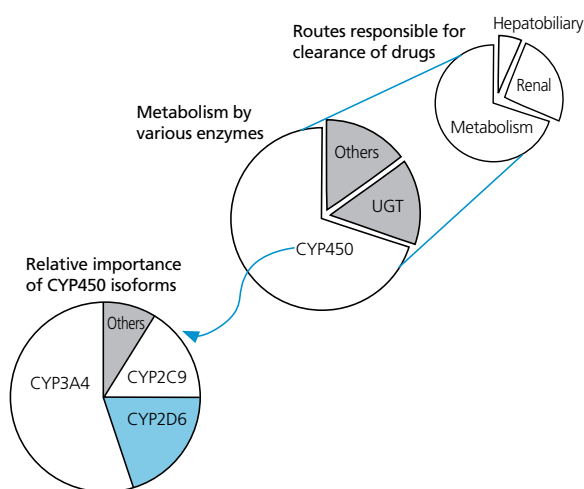 Routes responsible for
clearance of drugs
Hepatobiliary
Renal
Metabolism
Metabolism by
various enzymes
Others
UGT
CYP450
Relative importance
of CYP450 isoforms
Others
CYP3A4
CYP2C9
CYP2D6